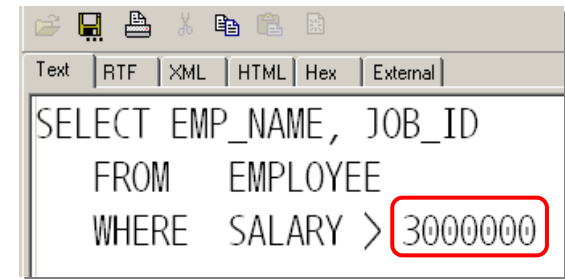 Text RTF XML HTML Hex External
SELECT EMP_NAME, JOB_ID
FROM EMPLOYEE
WHERE SALARY > 3000000